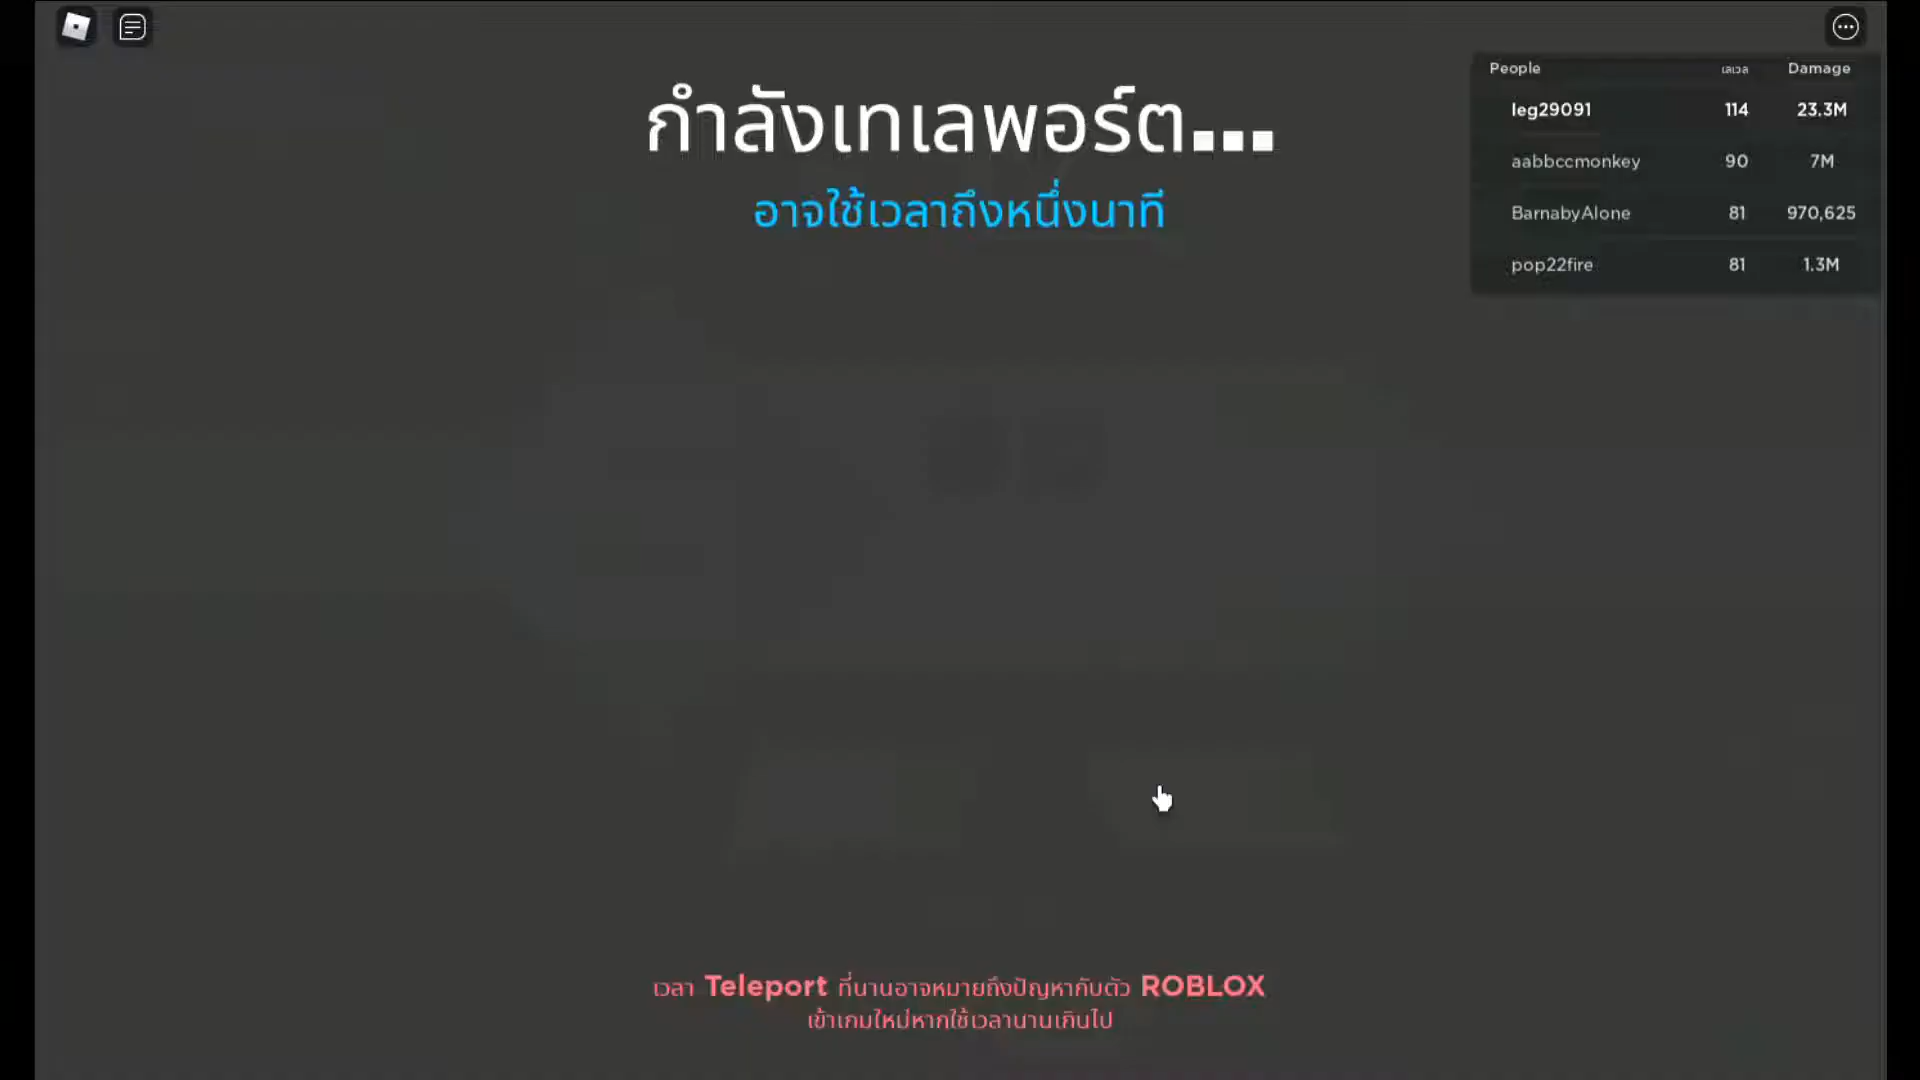 กำลังเทเลพอร์ต...
อาจใช้เวลาถึงหนึ่งนาที
People เลเวล Damage
leg29091 114 23.3M
aabbccmonkey 90 7M
BarnabyAlone 81 970,625
pop22fire 81 1.3M
เวลา Teleport ที่นานอาจหมายถึงปัญหากับตัว ROBLOX
เข้าเกมใหม่หากใช้เวลานานเกินไป